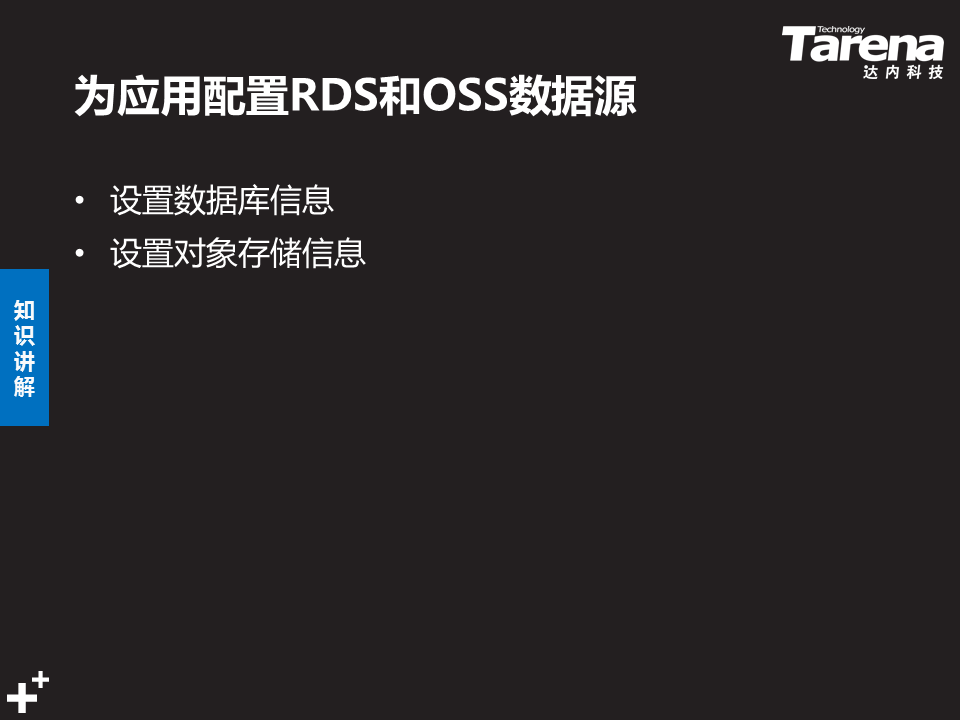 Technology
Tarena
达内科技
为应用配置RDS和OSS数据源
• 设置数据库信息
• 设置对象存储信息
知识讲解